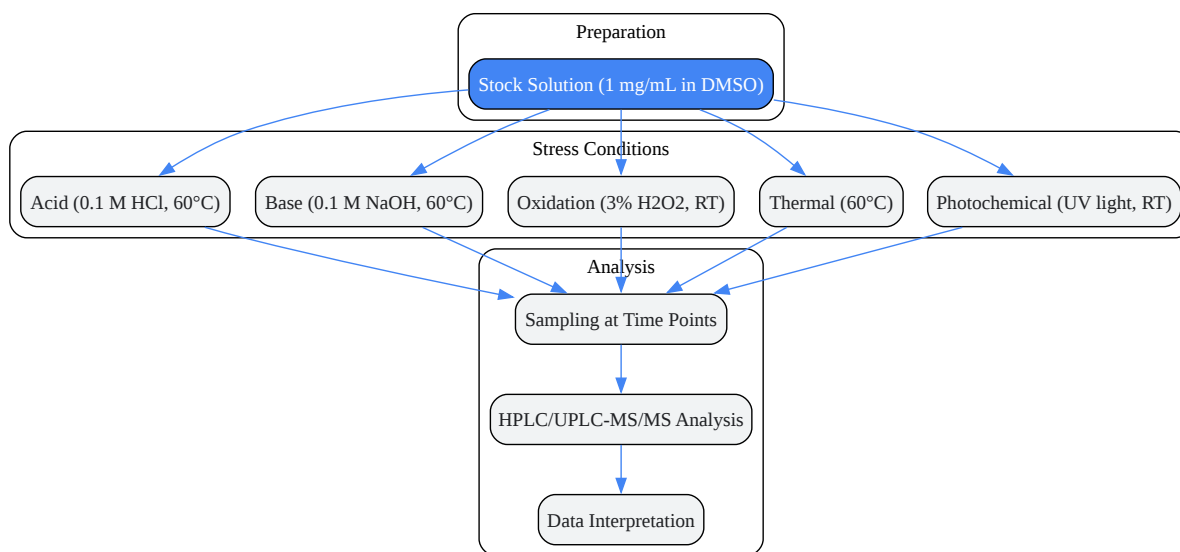 Preparation
Stock Solution (1 mg/mL in DMSO)
Stress Conditions
Acid (0.1 M HCl, 60°C)
Base (0.1 M NaOH, 60°C)
Oxidation (3% H2O2, RT)
Thermal (60°C)
Photochemical (UV light, RT)
Analysis
Sampling at Time Points
HPLC/UPLC-MS/MS Analysis
Data Interpretation